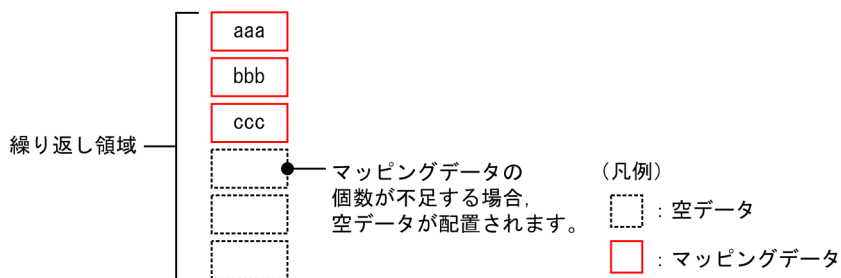 aaa
bbb
ccc
繰り返し領域
マッピングデータの
個数が不足する場合,
空データが配置されます。
（凡例）
：空データ
：マッピングデータ